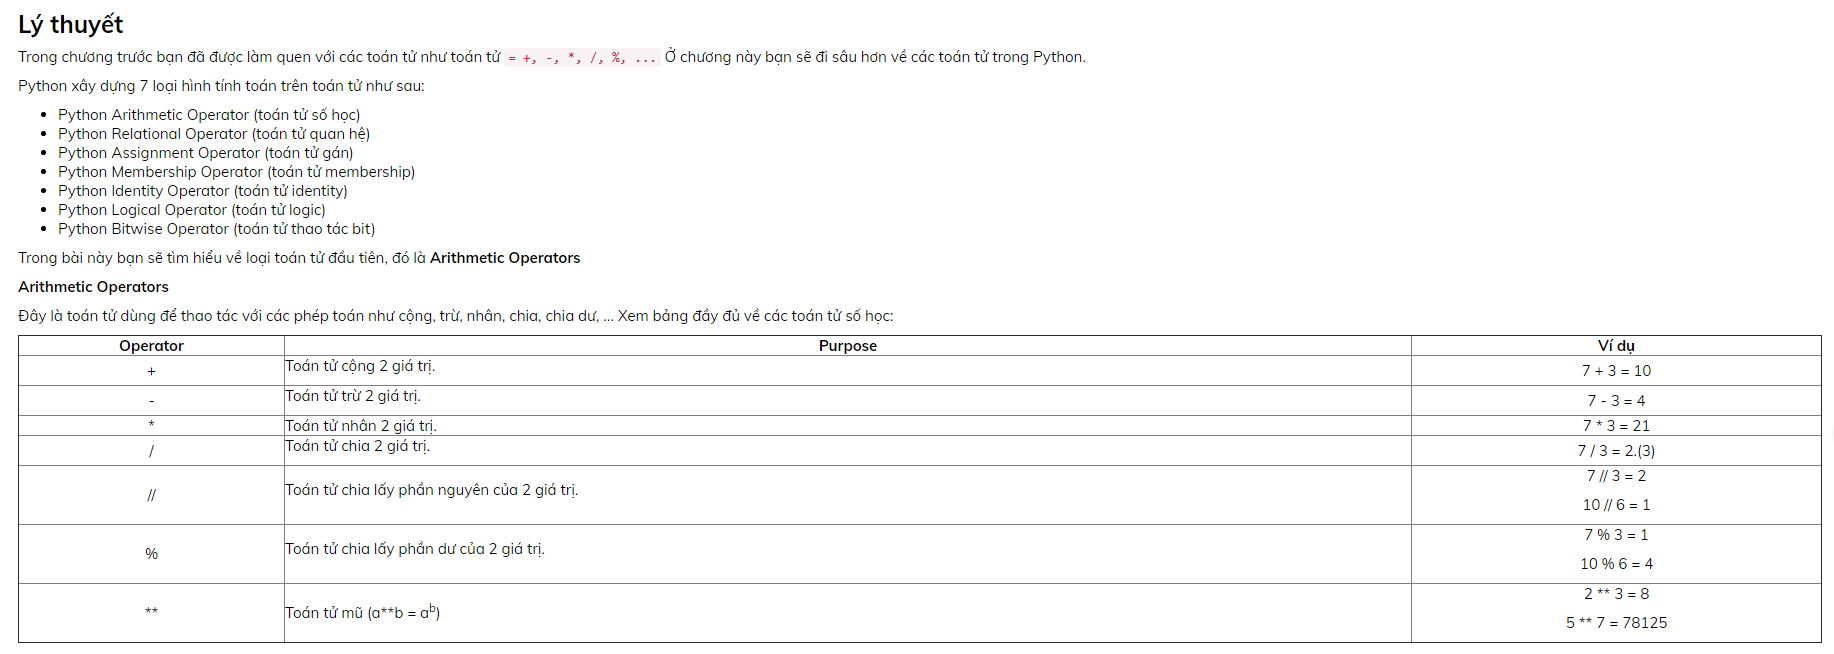 Lý thuyết
Trong chương trước bạn đã được làm quen với các toán tử như toán tử = +, -, *, /, %, ... Ở chương này bạn sẽ đi sâu hơn về các toán tử trong Python.
Python xây dựng 7 loại hình tính toán trên toán tử như sau:
• Python Arithmetic Operator (toán tử số học)
• Python Relational Operator (toán tử quan hệ)
• Python Assignment Operator (toán tử gán)
• Python Membership Operator (toán tử membership)
• Python Identity Operator (toán tử identity)
• Python Logical Operator (toán tử logic)
• Python Bitwise Operator (toán tử thao tác bit)
Trong bài này bạn sẽ tìm hiểu về loại toán tử đầu tiên, đó là Arithmetic Operators
Arithmetic Operators
Đây là toán tử dùng để thao tác với các phép toán như cộng, trừ, nhân, chia, chia dư, ... Xem bảng đầy đủ về các toán tử số học:
Operator Purpose Ví dụ
+ Toán tử cộng 2 giá trị. 7 + 3 = 10
- Toán tử trừ 2 giá trị. 7 - 3 = 4
* Toán tử nhân 2 giá trị. 7 * 3 = 21
/ Toán tử chia 2 giá trị. 7 / 3 = 2.(3)
// Toán tử chia lấy phần nguyên của 2 giá trị. 7 // 3 = 2
10 // 6 = 1
% Toán tử chia lấy phần dư của 2 giá trị. 7 % 3 = 1
10 % 6 = 4
** Toán tử mũ (a**b = aᵇ) 2 ** 3 = 8
5 ** 7 = 78125